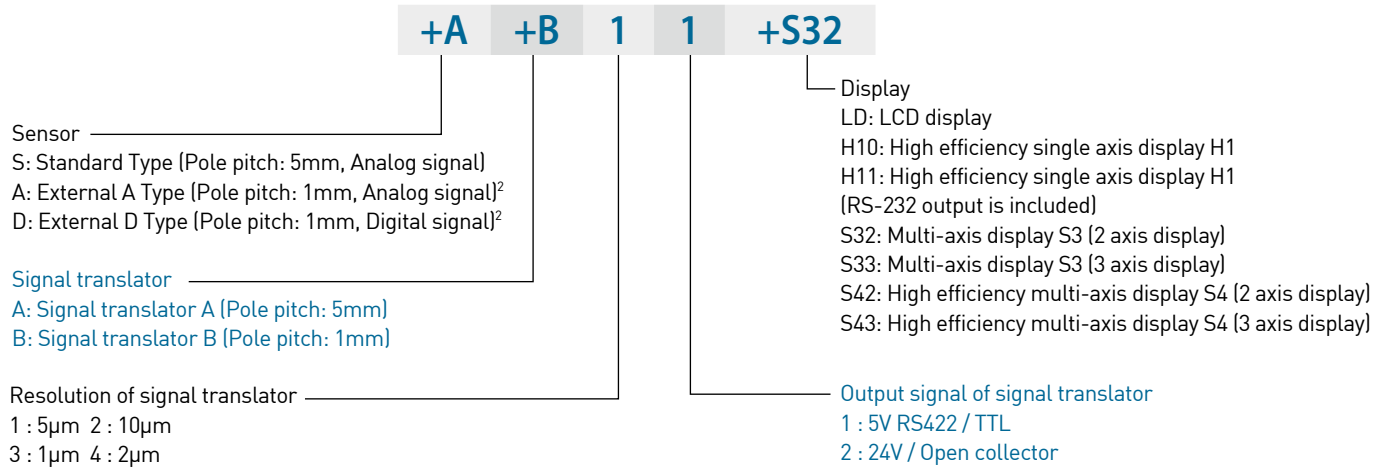 +A +B 1 1 +S32
Sensor
S: Standard Type (Pole pitch: 5mm, Analog signal)
A: External A Type (Pole pitch: 1mm, Analog signal)²
D: External D Type (Pole pitch: 1mm, Digital signal)²
Signal translator
A: Signal translator A (Pole pitch: 5mm)
B: Signal translator B (Pole pitch: 1mm)
Resolution of signal translator
1 : 5µm 2 : 10µm
3 : 1µm 4 : 2µm
Display
LD: LCD display
H10: High efficiency single axis display H1
H11: High efficiency single axis display H1
(RS-232 output is included)
S32: Multi-axis display S3 (2 axis display)
S33: Multi-axis display S3 (3 axis display)
S42: High efficiency multi-axis display S4 (2 axis display)
S43: High efficiency multi-axis display S4 (3 axis display)
Output signal of signal translator
1 : 5V RS422 / TTL
2 : 24V / Open collector